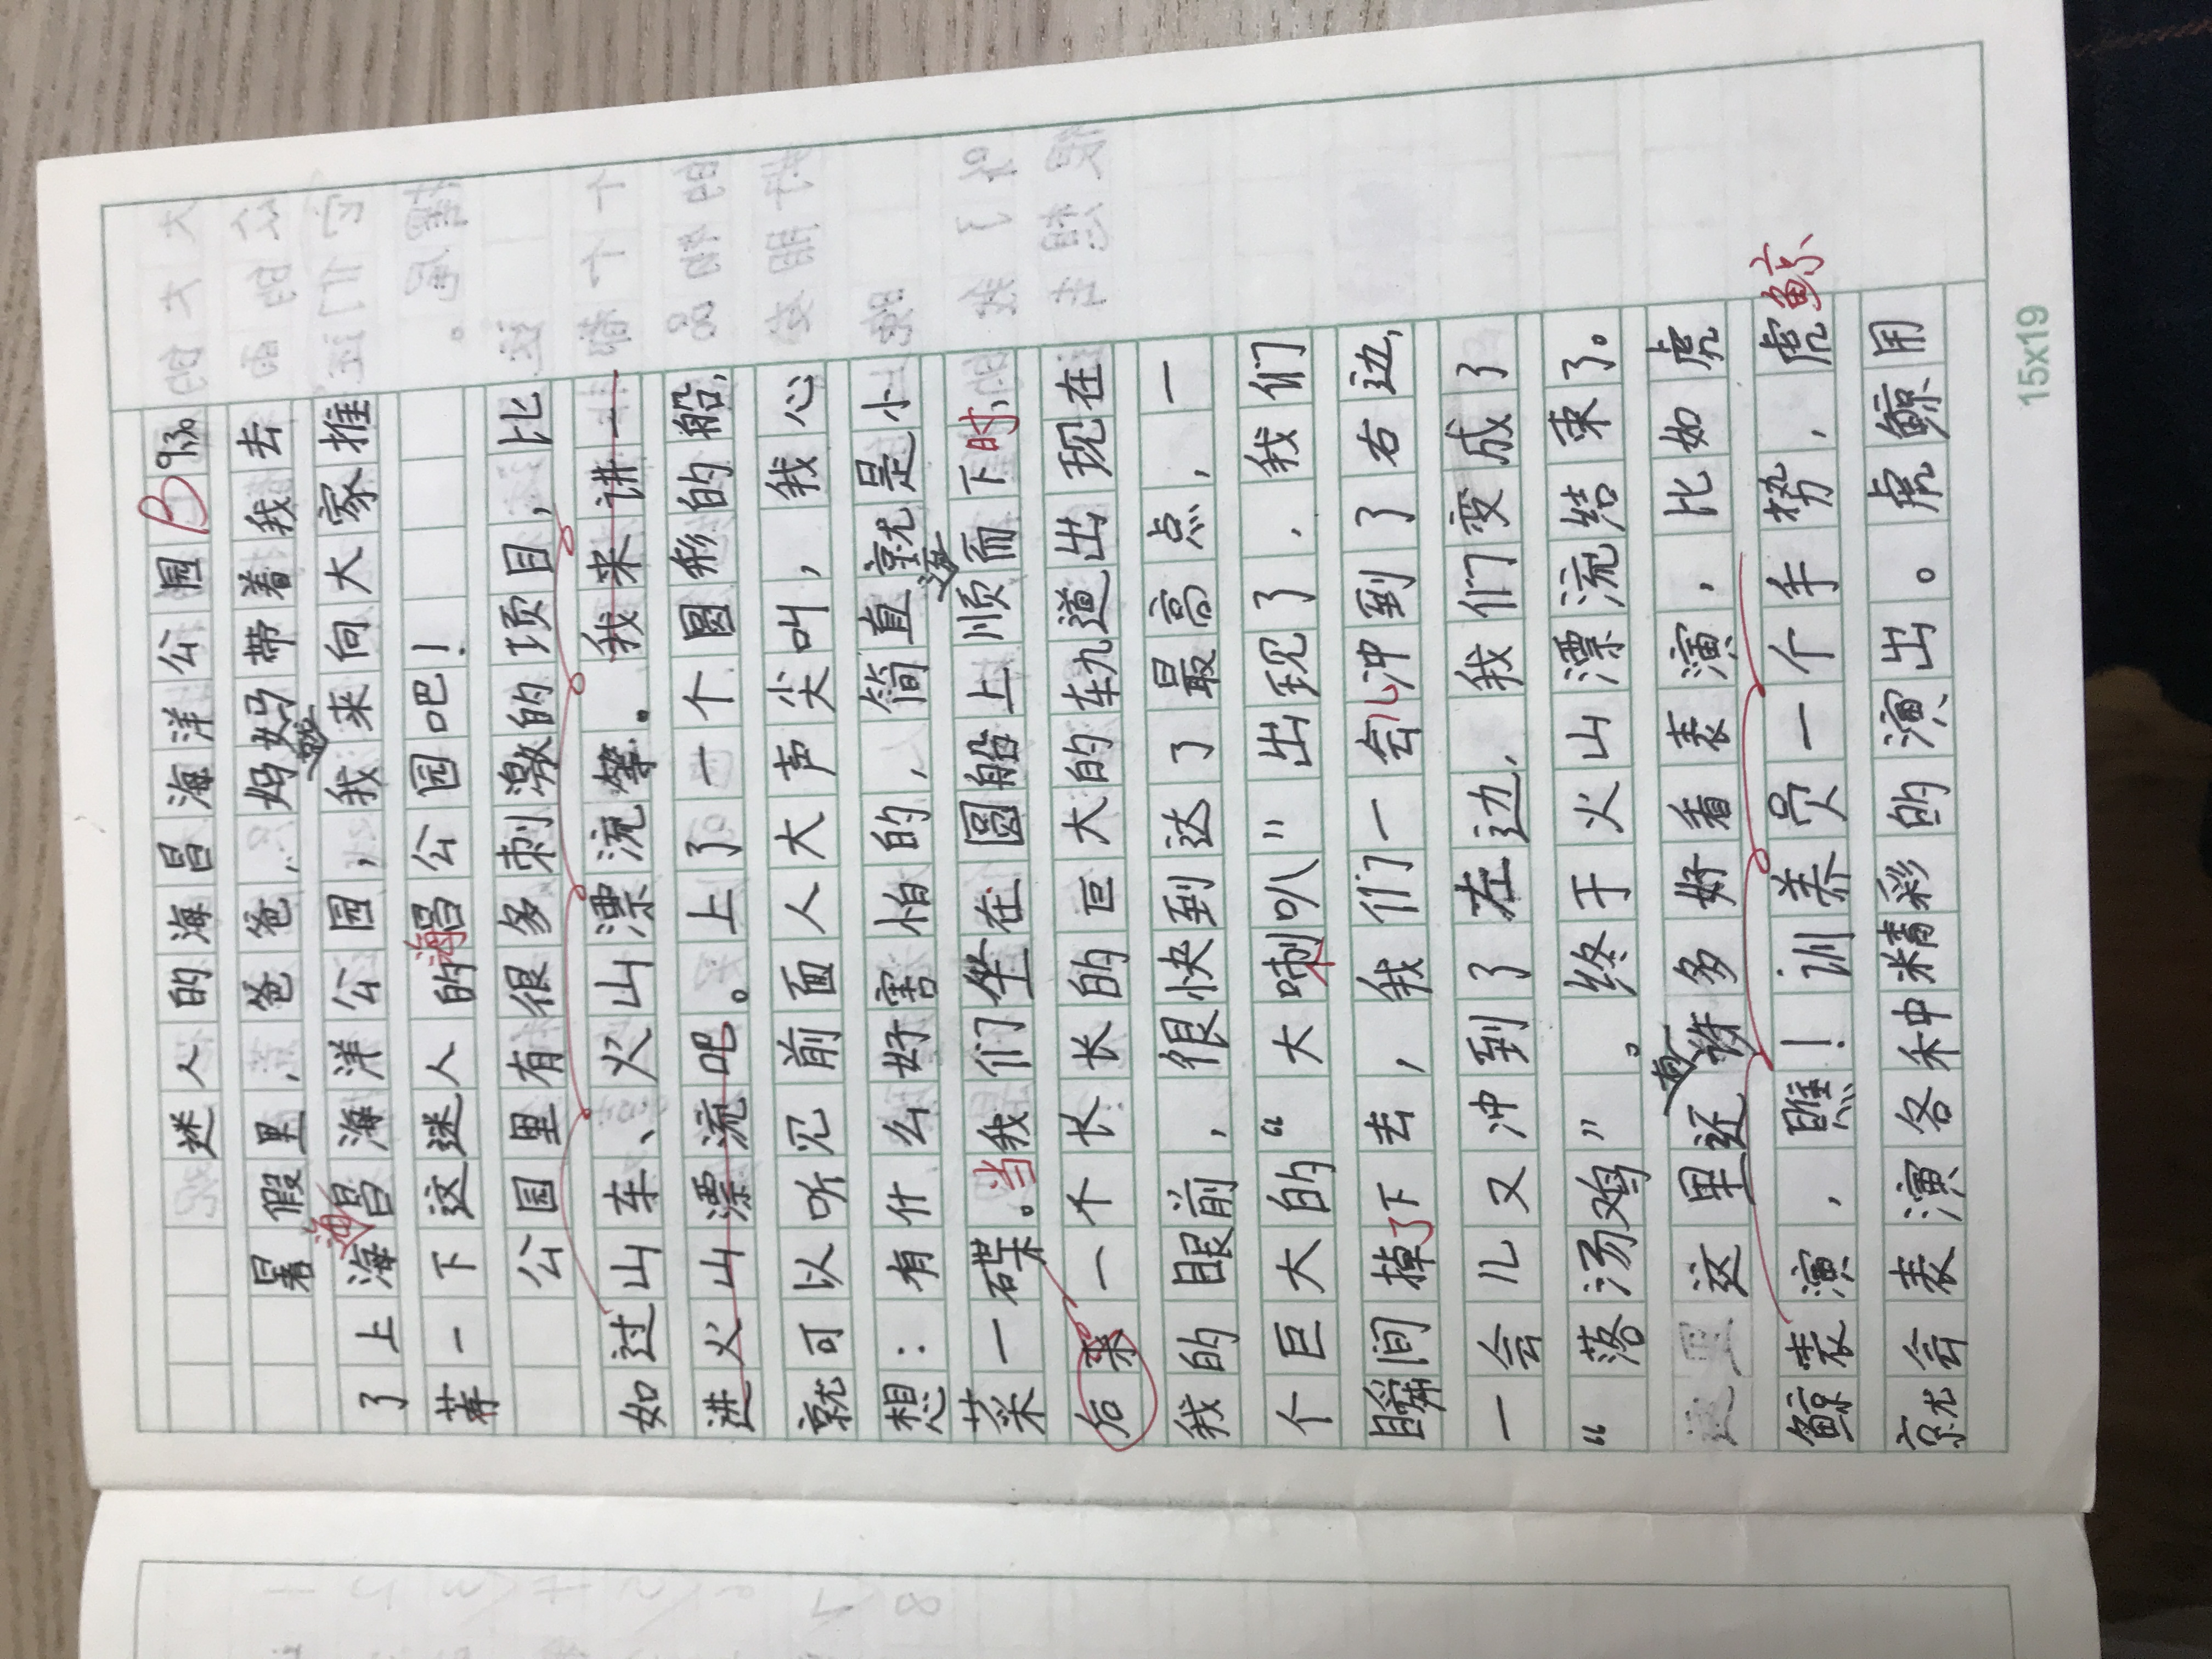 迷人的海昌海洋公园 B 9.30
暑假里，爸爸、妈妈带着我去
了上海海昌海洋公园，我就来向大家推
荐一下这迷人的海昌公园吧！
公园里有很多刺激的项目，比
如过山车、火山漂流等。我来讲一
进火山漂流吧。上了一个圆形的船，
就可以听见前面人大声尖叫，我心
想：有什么好害怕的，简直就是小
菜一碟。当我们坐在圆船上顺流而下时，
后来一个长长的巨大的轨道出现在
我的眼前，很快到达了最高点，一
个巨大的“大喇叭”出现了，我们
瞬间掉了下去，我们一会儿冲到了右边，
一会儿又冲到了左边，我们变成了
“落汤鸡”。终于火山漂流结束了。
这里还有许多好看表演，比如虎
鲸表演，瞧！训养员一个手势，虎鲸
就会表演各种精彩的演出。虎鲸用
15x19